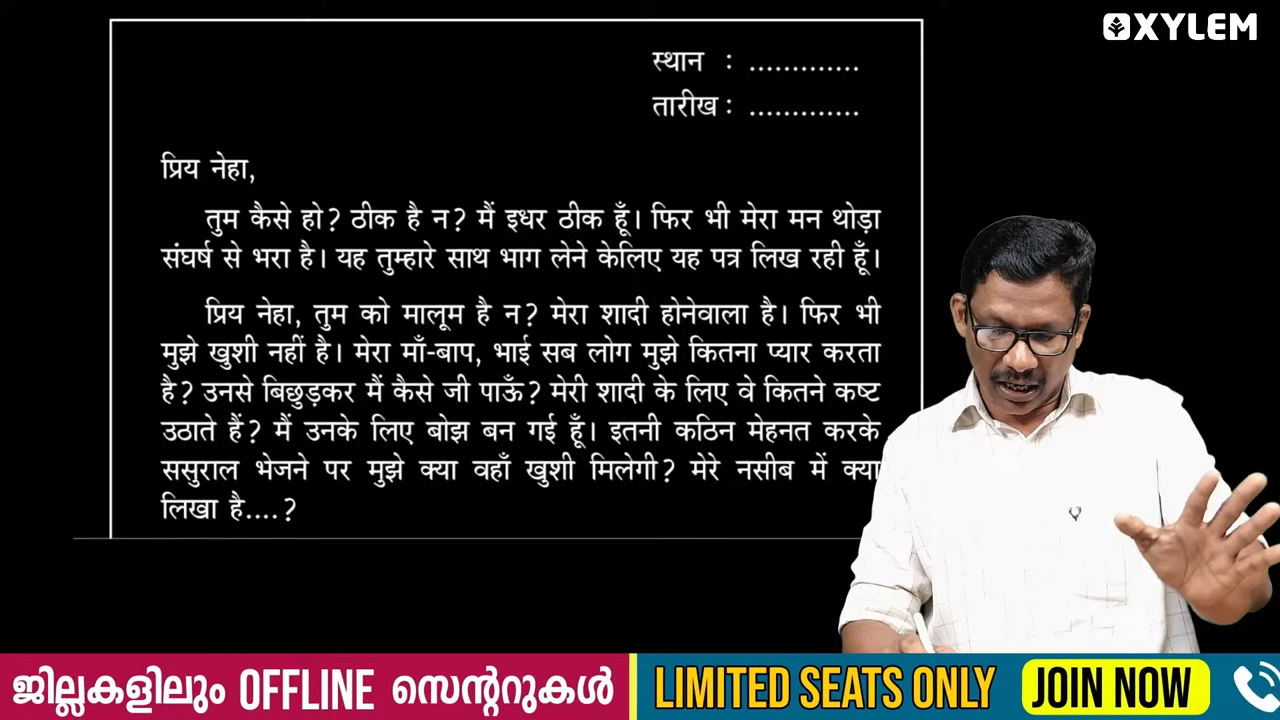 OXYLEM
स्थान : .............
तारीख : .............
प्रिय नेहा,
तुम कैसे हो? ठीक है न? मैं इधर ठीक हूँ। फिर भी मेरा मन थोड़ा
संघर्ष से भरा है। यह तुम्हारे साथ भाग लेने केलिए यह पत्र लिख रही हूँ।
प्रिय नेहा, तुम को मालूम है न? मेरा शादी होनेवाला है। फिर भी
मुझे खुशी नहीं है। मेरा माँ-बाप, भाई सब लोग मुझे कितना प्यार करता
है? उनसे बिछुड़कर मैं कैसे जी पाऊँ? मेरी शादी के लिए वे कितने कष्ट
उठाते हैं? मैं उनके लिए बोझ बन गई हूँ। इतनी कठिन मेहनत करके
ससुराल भेजने पर मुझे क्या वहाँ खुशी मिलेगी? मेरे नसीब में क्या
लिखा है....?
ജില്ലകളിലും OFFLINE സെന്ററുകൾ LIMITED SEATS ONLY JOIN NOW